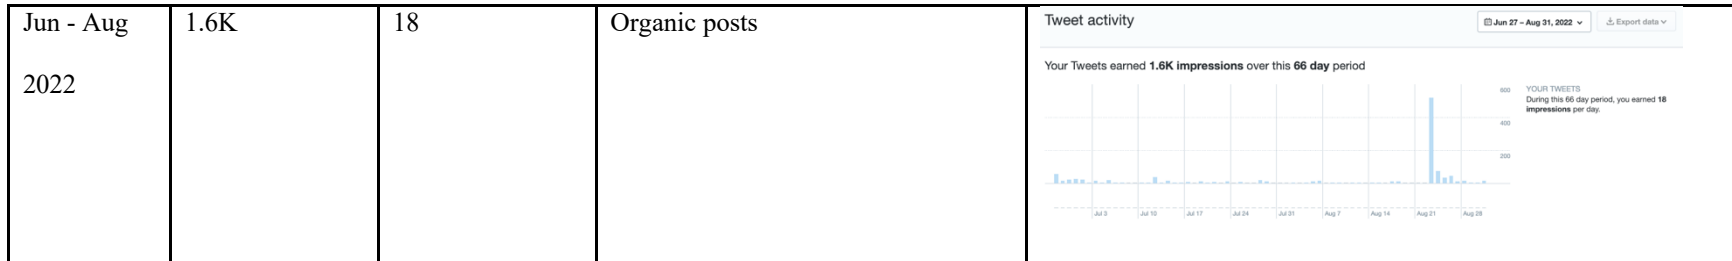 Jun - Aug
2022
1.6K
18
Organic posts
Tweet activity
Jun 27 – Aug 31, 2022
Export data
Your Tweets earned 1.6K impressions over this 66 day period
600
400
200
YOUR TWEETS
During this 66 day period, you earned 18
impressions per day.
Jul 3 Jul 10 Jul 17 Jul 24 Jul 31 Aug 7 Aug 14 Aug 21 Aug 28